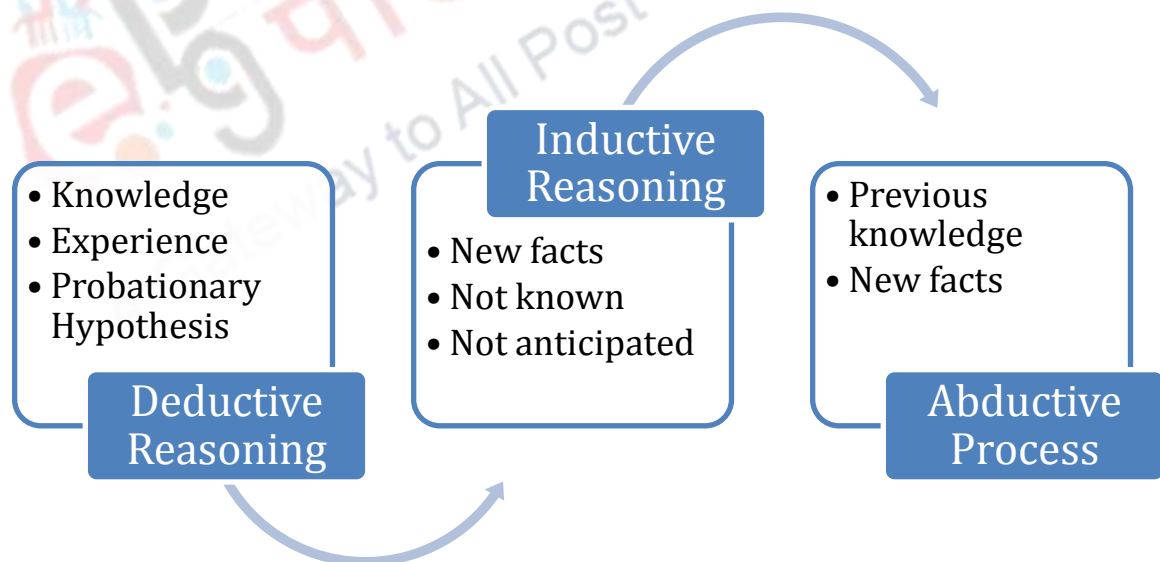 पा
Gateway to All Post
• Knowledge
• Experience
• Probationary
Hypothesis
Deductive
Reasoning
Inductive
Reasoning
• New facts
• Not known
• Not anticipated
• Previous
knowledge
• New facts
Abductive
Process